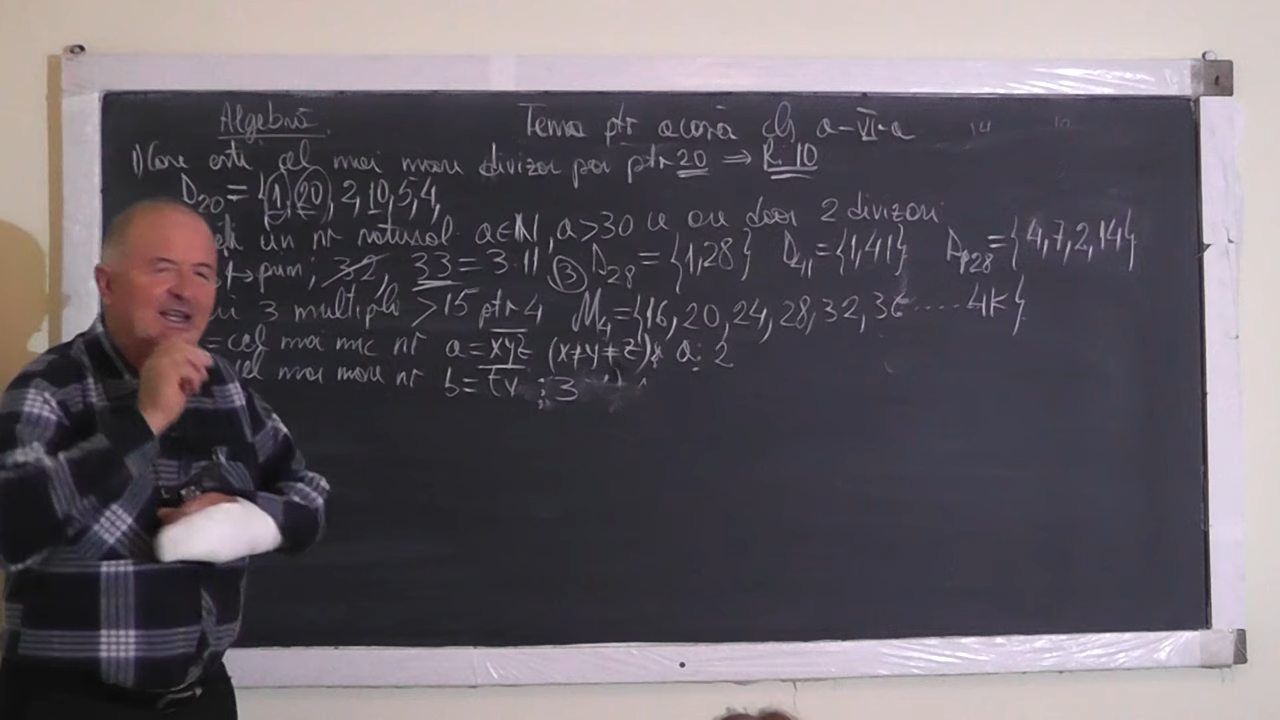 Algebră. Tema ptr acasă cls a-VI-a
1) Care este cel mai mare divizor par ptr 20 ⇒ R. 10
D20 = {1, 20, 2, 10, 5, 4,
un nr natural a∈N, a>30 ce are doar 2 divizori
32, 33 = 3·11 ③ D28 = {1,28} D41 = {1,41} Dp28 = {4,7,2,14}
3 multipli >15 ptr 4 M4 = {16, 20, 24, 28, 32, 36 ..... 4K}
= cel mai mic nr a = xyz (x≠y≠z) a⋮2
cel mai mare nr b = ⋮3